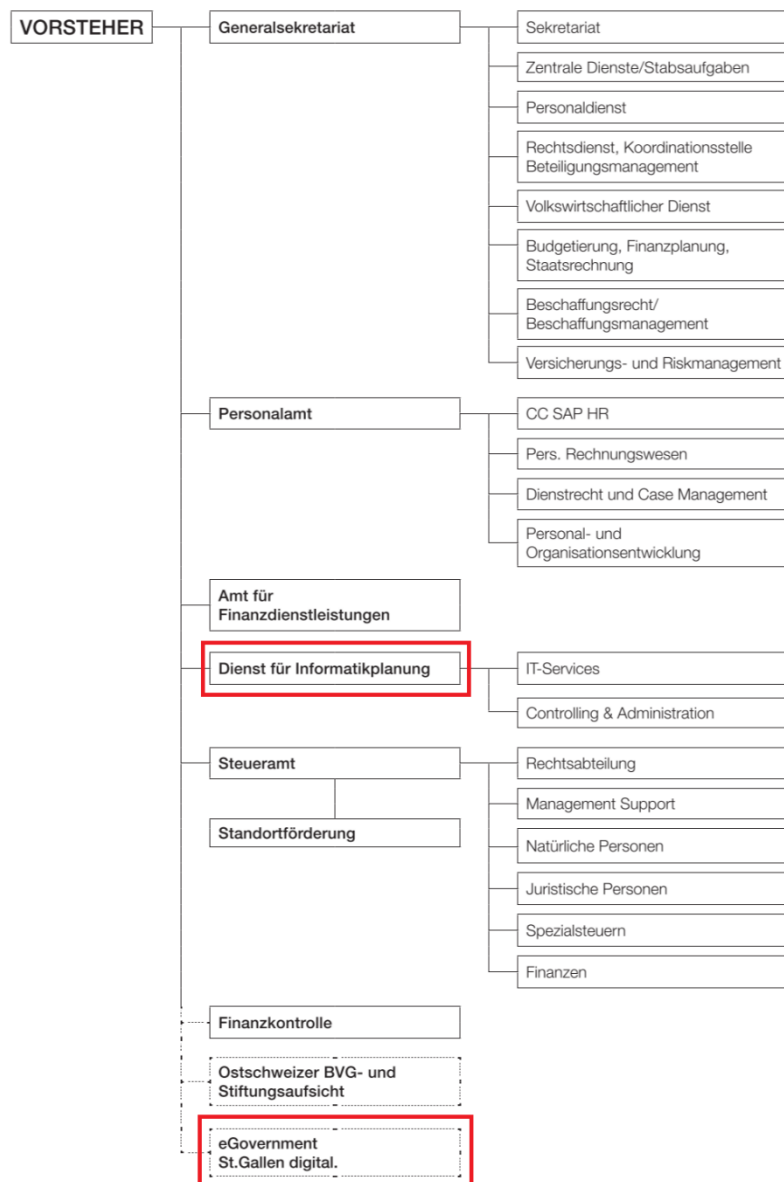 VORSTEHER
Generalsekretariat
Sekretariat
Zentrale Dienste/Stabsaufgaben
Personaldienst
Rechtsdienst, Koordinationsstelle
Beteiligungsmanagement
Volkswirtschaftlicher Dienst
Budgetierung, Finanzplanung,
Staatsrechnung
Beschaffungsrecht/
Beschaffungsmanagement
Versicherungs- und Riskmanagement
Personalamt
CC SAP HR
Pers. Rechnungswesen
Dienstrecht und Case Management
Personal- und
Organisationsentwicklung
Amt für
Finanzdienstleistungen
Dienst für Informatikplanung
IT-Services
Controlling & Administration
Steueramt
Rechtsabteilung
Management Support
Standortförderung
Natürliche Personen
Juristische Personen
Spezialsteuern
Finanzen
Finanzkontrolle
Ostschweizer BVG- und
Stiftungsaufsicht
eGovernment
St.Gallen digital.